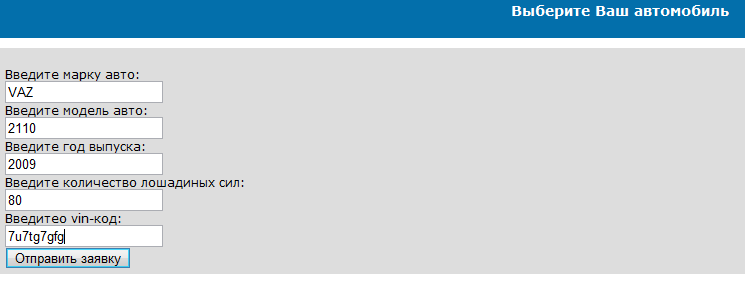 Выберите Ваш автомобиль
Введите марку авто:
VAZ
Введите модель авто:
2110
Введите год выпуска:
2009
Введите количество лошадиных сил:
80
Введитео vin-код:
7u7tg7gfg
Отправить заявку